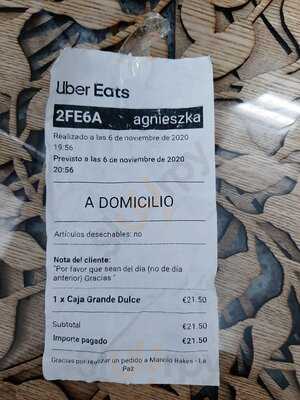 Uber Eats
2FE6A agnieszka
Realizado a las 6 de noviembre de 2020
19:56
Previsto a las 6 de noviembre de 2020
20:56
A DOMICILIO
Artículos desechables: no
Nota del cliente:
"Por favor que sean del día (no de día
anterior) Gracias "
1 x Caja Grande Dulce €21.50
Subtotal €21.50
Importe pagado €21.50
Gracias por realizar un pedido a Manolo Bakes - La
Paz